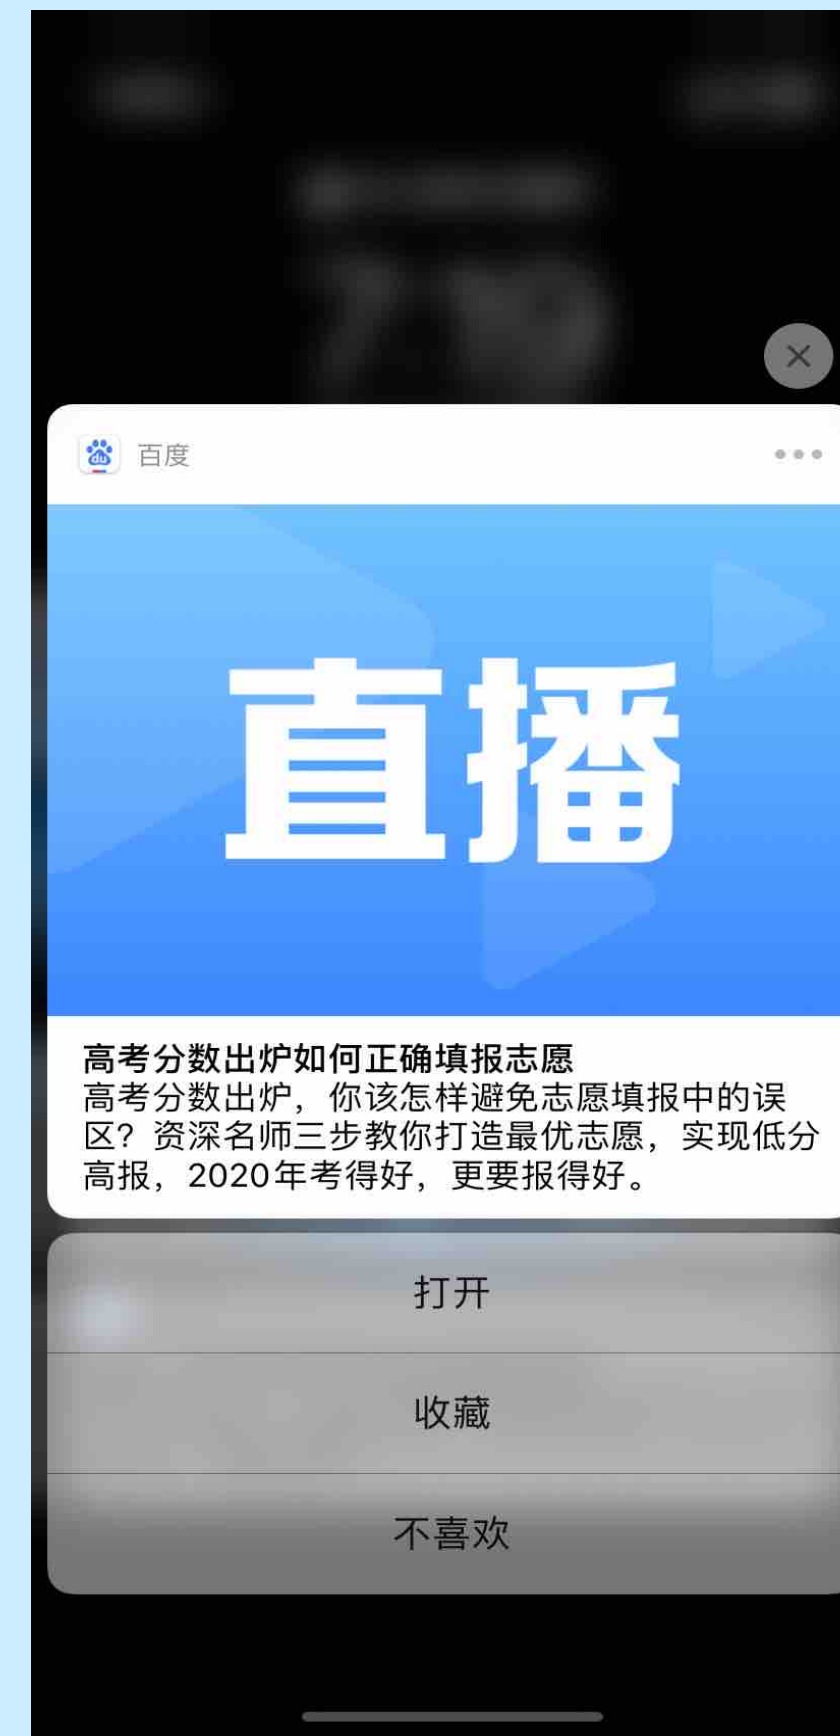 百度
直播
高考分数出炉如何正确填报志愿
高考分数出炉，你该怎样避免志愿填报中的误
区？资深名师三步教你打造最优志愿，实现低分
高报，2020年考得好，更要报得好。
打开
收藏
不喜欢